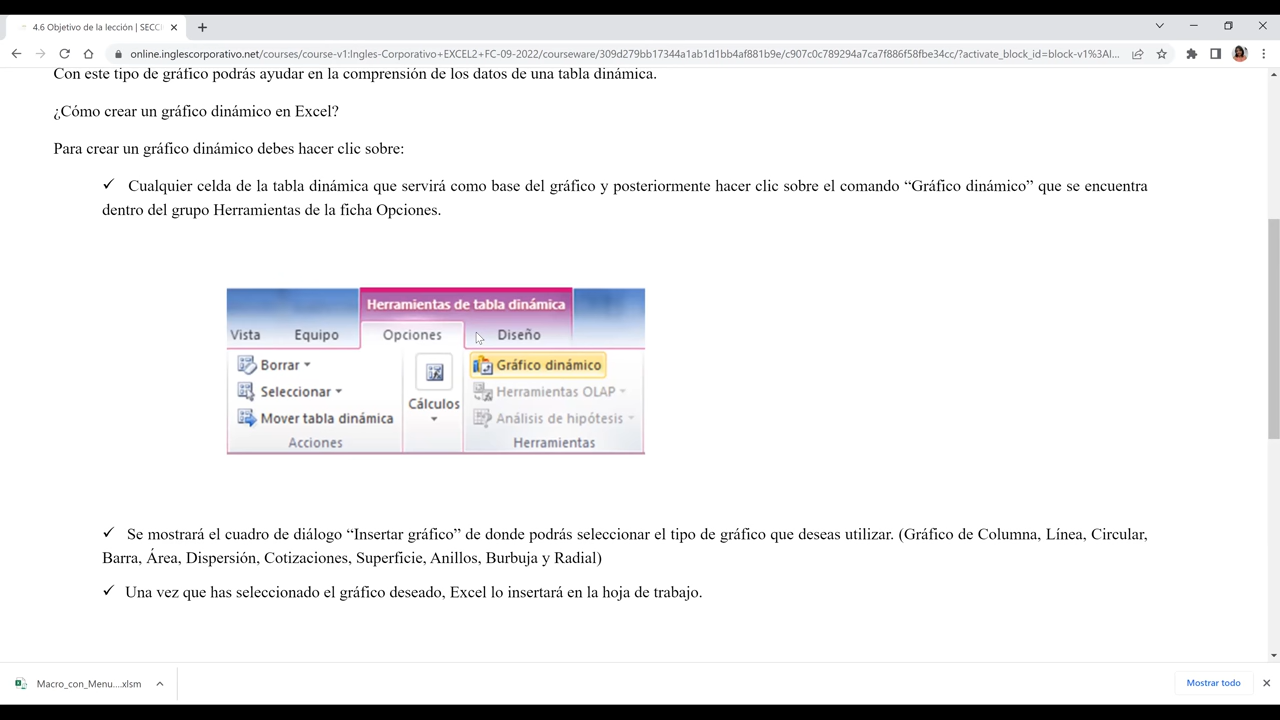 4.6 Objetivo de la lección | SECC
online.inglescorporativo.net/courses/course-v1:Ingles-Corporativo+EXCEL2+FC-09-2022/courseware/309d279bb17344a1ab1d1bb4af881b9e/c907c0c789294a7ca7f886f58fbe34cc/?activate_block_id=block-v1%3AI...
Con este tipo de gráfico podrás ayudar en la comprensión de los datos de una tabla dinámica.
¿Cómo crear un gráfico dinámico en Excel?
Para crear un gráfico dinámico debes hacer clic sobre:
✓ Cualquier celda de la tabla dinámica que servirá como base del gráfico y posteriormente hacer clic sobre el comando “Gráfico dinámico” que se encuentra
dentro del grupo Herramientas de la ficha Opciones.
Herramientas de tabla dinámica
Vista Equipo Opciones Diseño
Borrar Gráfico dinámico
Seleccionar Cálculos Herramientas OLAP
Mover tabla dinámica Análisis de hipótesis
Acciones Herramientas
✓ Se mostrará el cuadro de diálogo “Insertar gráfico” de donde podrás seleccionar el tipo de gráfico que deseas utilizar. (Gráfico de Columna, Línea, Circular,
Barra, Área, Dispersión, Cotizaciones, Superficie, Anillos, Burbuja y Radial)
✓ Una vez que has seleccionado el gráfico deseado, Excel lo insertará en la hoja de trabajo.
Macro_con_Menu....xlsm Mostrar todo